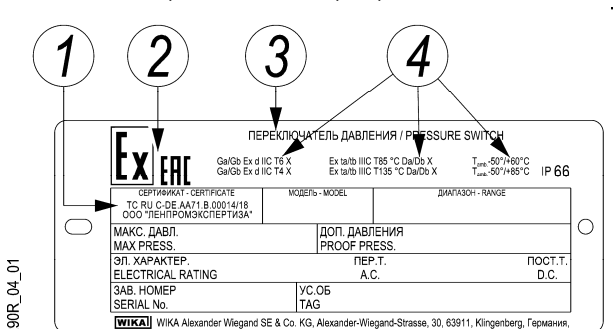 1 2 3 4
ПЕРЕКЛЮЧАТЕЛЬ ДАВЛЕНИЯ / PRESSURE SWITCH
Ex EAC
Ga/Gb Ex d IIC T6 X Ex ta/tb IIIC T85 °C Da/Db X Tamb.-50°/+60°C
Ga/Gb Ex d IIC T4 X Ex ta/tb IIIC T135 °C Da/Db X Tamb.-50°/+85°C IP 66
СЕРТИФИКАТ - CERTIFICATE МОДЕЛЬ - MODEL ДИАПАЗОН - RANGE
TC RU C-DE.AA71.B.00014/18
ООО "ЛЕНПРОМЭКСПЕРТИЗА"
МАКС. ДАВЛ. ДОП. ДАВЛЕНИЯ
MAX PRESS. PROOF PRESS.
ЭЛ. ХАРАКТЕР. ПЕР.Т. ПОСТ.Т.
ELECTRICAL RATING A.C. D.C.
ЗАВ. НОМЕР УС.ОБ
SERIAL No. TAG
WIKA WIKA Alexander Wiegand SE & Co. KG, Alexander-Wiegand-Strasse, 30, 63911, Klingenberg, Германия,
90R_04_01